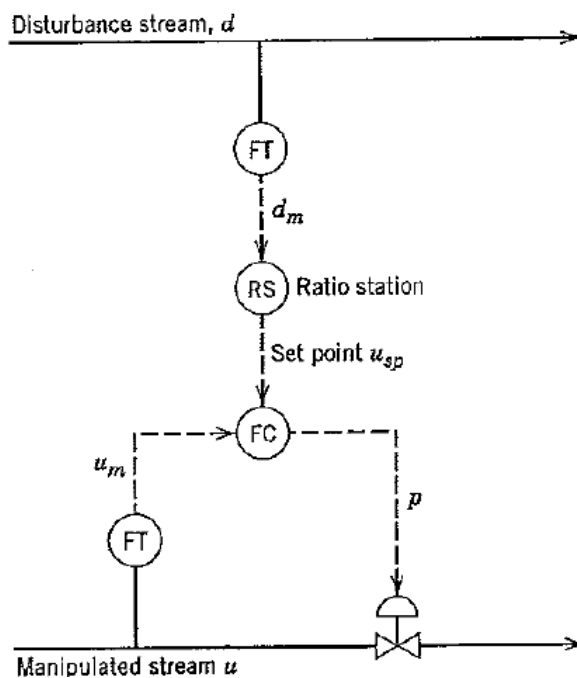 Disturbance stream, d
FT
d_m
RS Ratio station
Set point u_sp
FC
u_m
p
FT
Manipulated stream u